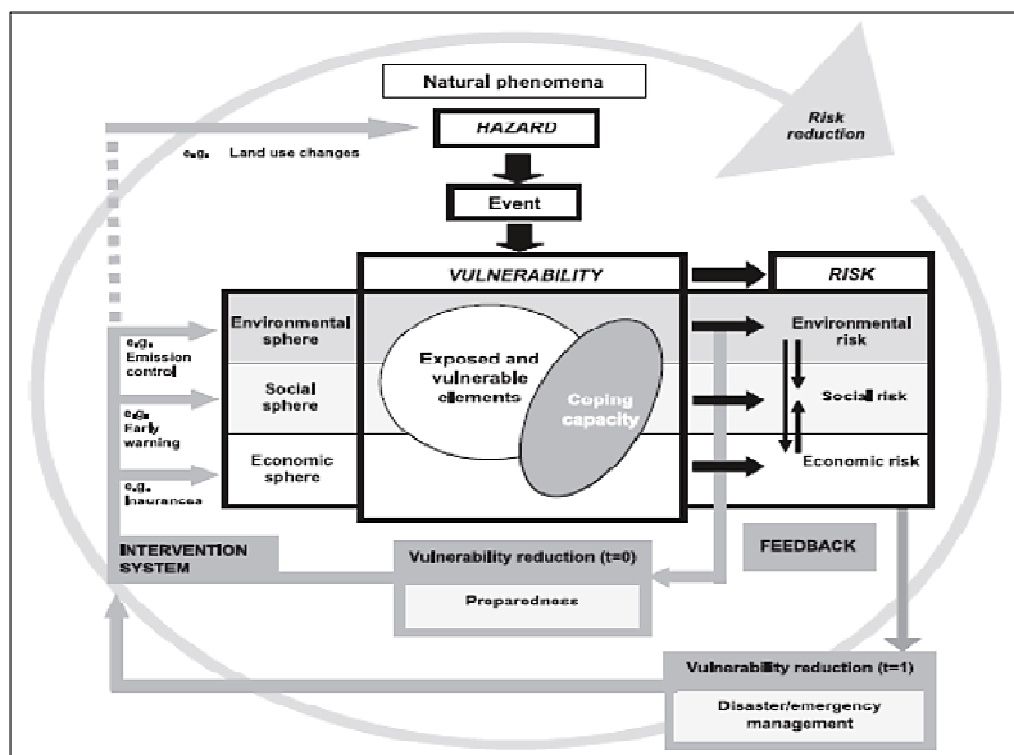 Natural phenomena
HAZARD
Risk
reduction
e.g. Land use changes
Event
VULNERABILITY
RISK
Environmental
sphere
Environmental
risk
e.g.
Emission
control
Exposed and
vulnerable
elements
Social
sphere
Coping
capacity
Social risk
e.g.
Early
warning
Economic
sphere
Economic risk
e.g.
Insurances
INTERVENTION
SYSTEM
Vulnerability reduction (t=0)
FEEDBACK
Preparedness
Vulnerability reduction (t=1)
Disaster/emergency
management